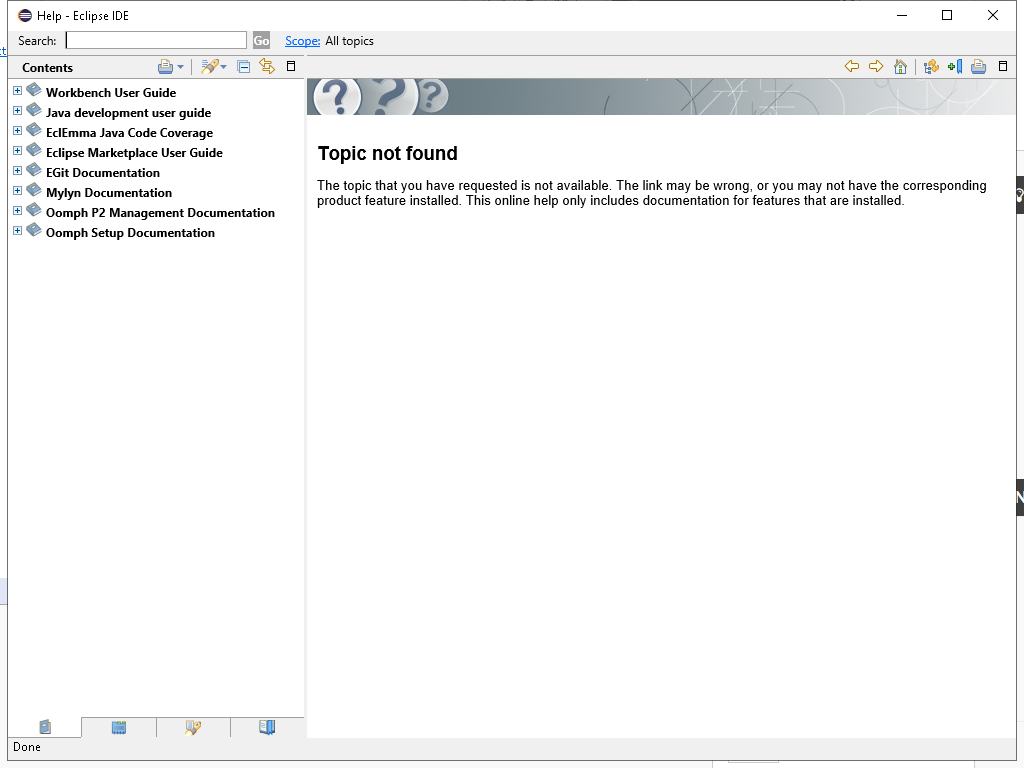 Help - Eclipse IDE
Search:
Go
Scope: All topics
Contents
Workbench User Guide
Java development user guide
EclEmma Java Code Coverage
Eclipse Marketplace User Guide
EGit Documentation
Mylyn Documentation
Oomph P2 Management Documentation
Oomph Setup Documentation
Topic not found
The topic that you have requested is not available. The link may be wrong, or you may not have the corresponding
product feature installed. This online help only includes documentation for features that are installed.
Done